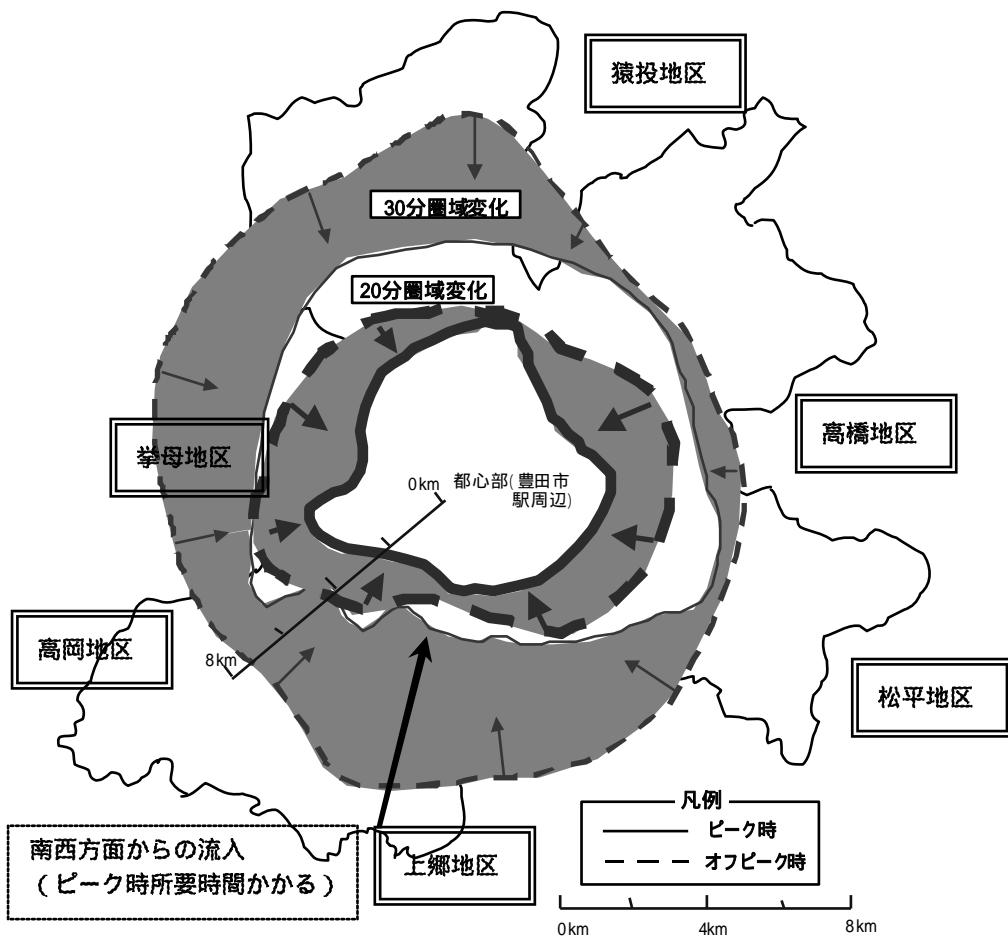 猿投地区
30分圏域変化
20分圏域変化
高橋地区
挙母地区
0km
都心部(豊田市
駅周辺)
高岡地区
8km
松平地区
凡例
ピーク時
オフピーク時
南西方面からの流入
(ピーク時所要時間かかる)
上郷地区
0km
4km
8km